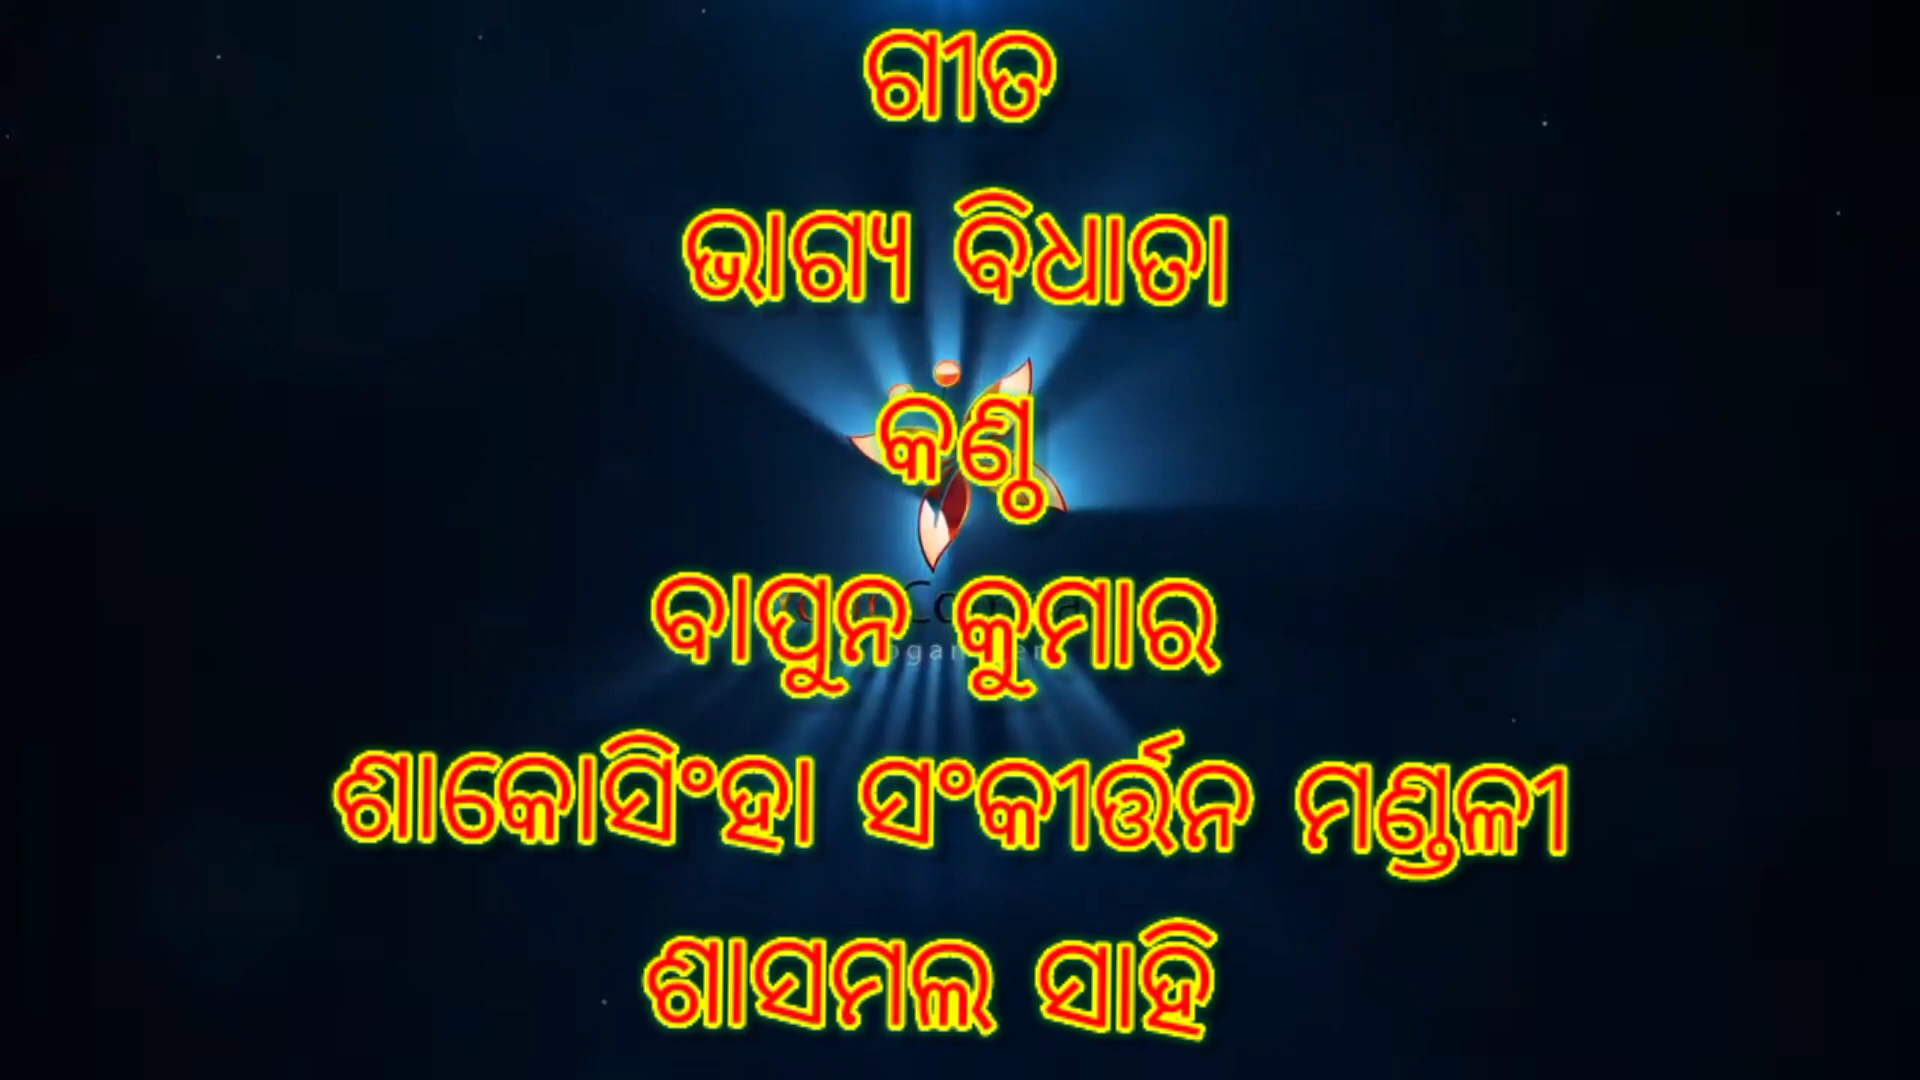 ଗୀତ
ଭାଗ୍ୟ ବିଧାତା
କଣ୍ଠ
ବାପୁନ କୁମାର
ଶାକୋସିଂହା ସଂକୀର୍ତ୍ତନ ମଣ୍ଡଳୀ
ଶାସମଲ ସାହି